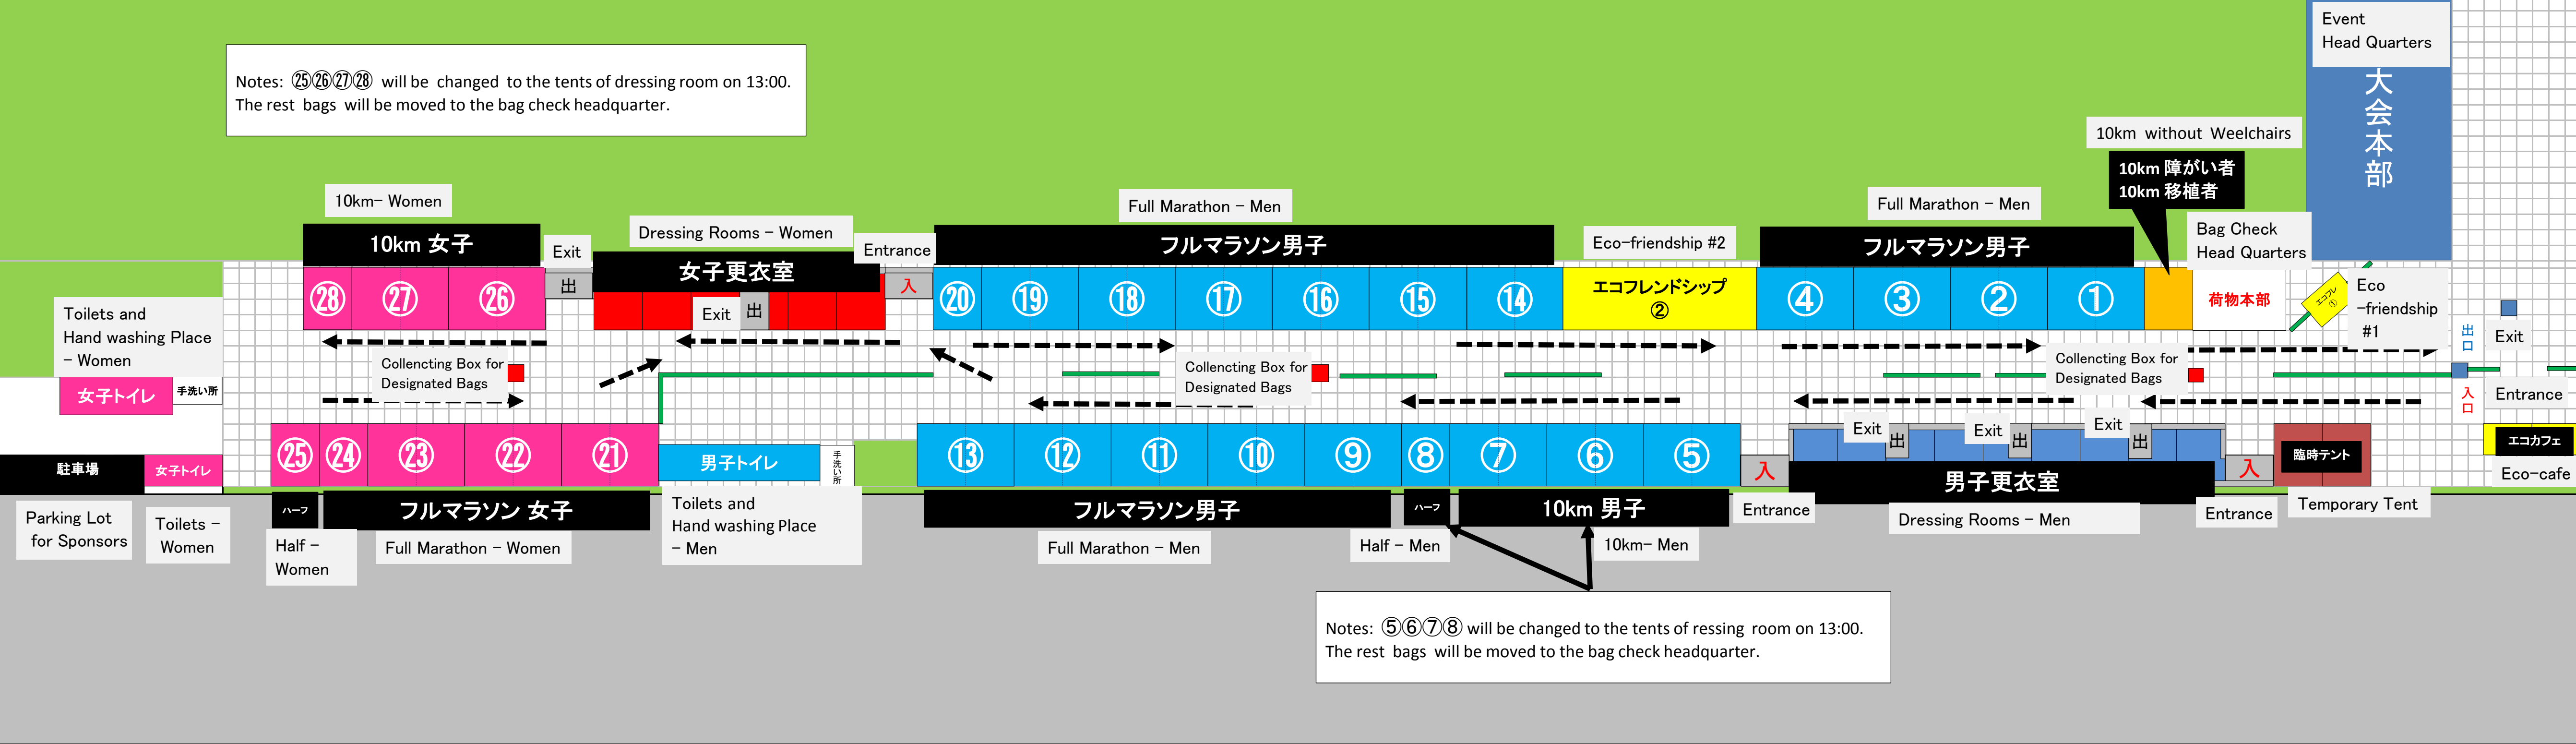 Event
Head Quarters
大会本部
Notes: ㉕㉖㉗㉘ will be changed to the tents of dressing room on 13:00.
The rest bags will be moved to the bag check headquarter.
10km without Weelchairs
10km 障がい者
10km 移植者
10km− Women
10km 女子
Exit
出
Dressing Rooms − Women
女子更衣室
Exit
出
Entrance
入
Full Marathon − Men
フルマラソン男子
Eco−friendship #2
エコフレンドシップ
②
Full Marathon − Men
フルマラソン男子
Bag Check
Head Quarters
荷物本部
エコフレ
①
Eco
−friendship
#1
出口
Exit
㉘
㉗
㉖
⑳
⑲
⑱
⑰
⑯
⑮
⑭
④
③
②
①
Toilets and
Hand washing Place
− Women
女子トイレ
手洗い所
Collencting Box for
Designated Bags
Collencting Box for
Designated Bags
Collencting Box for
Designated Bags
入口
Entrance
駐車場
女子トイレ
㉕
㉔
㉓
㉒
㉑
男子トイレ
手洗い所
⑬
⑫
⑪
⑩
⑨
⑧
⑦
⑥
⑤
入
Exit
出
Exit
出
Exit
出
男子更衣室
入
臨時テント
エコカフェ
Eco−cafe
Parking Lot
for Sponsors
Toilets −
Women
ハーフ
Half −
Women
フルマラソン 女子
Full Marathon − Women
Toilets and
Hand washing Place
− Men
フルマラソン男子
Full Marathon − Men
ハーフ
Half − Men
10km 男子
10km− Men
Entrance
Dressing Rooms − Men
Entrance
Temporary Tent
Notes: ⑤⑥⑦⑧ will be changed to the tents of ressing room on 13:00.
The rest bags will be moved to the bag check headquarter.